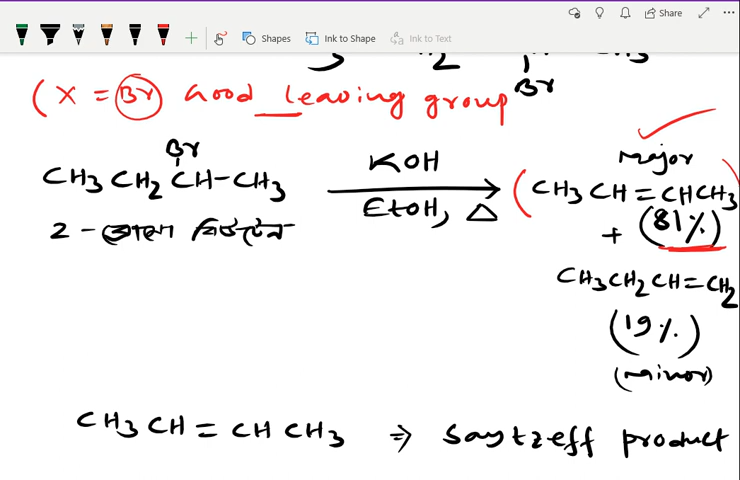 Share
Shapes
Ink to Shape
Ink to Text
CH3
Br
(X = Br Good leaving group
Br
CH3 CH2 CH-CH3
KOH
EtOH, △
Major
(CH3 CH = CHCH3)
+ (81%)
2 -
CH3CH2 CH=CH2
(19%)
(minor)
CH3 CH = CH CH3 ⇒ Saytzeff product